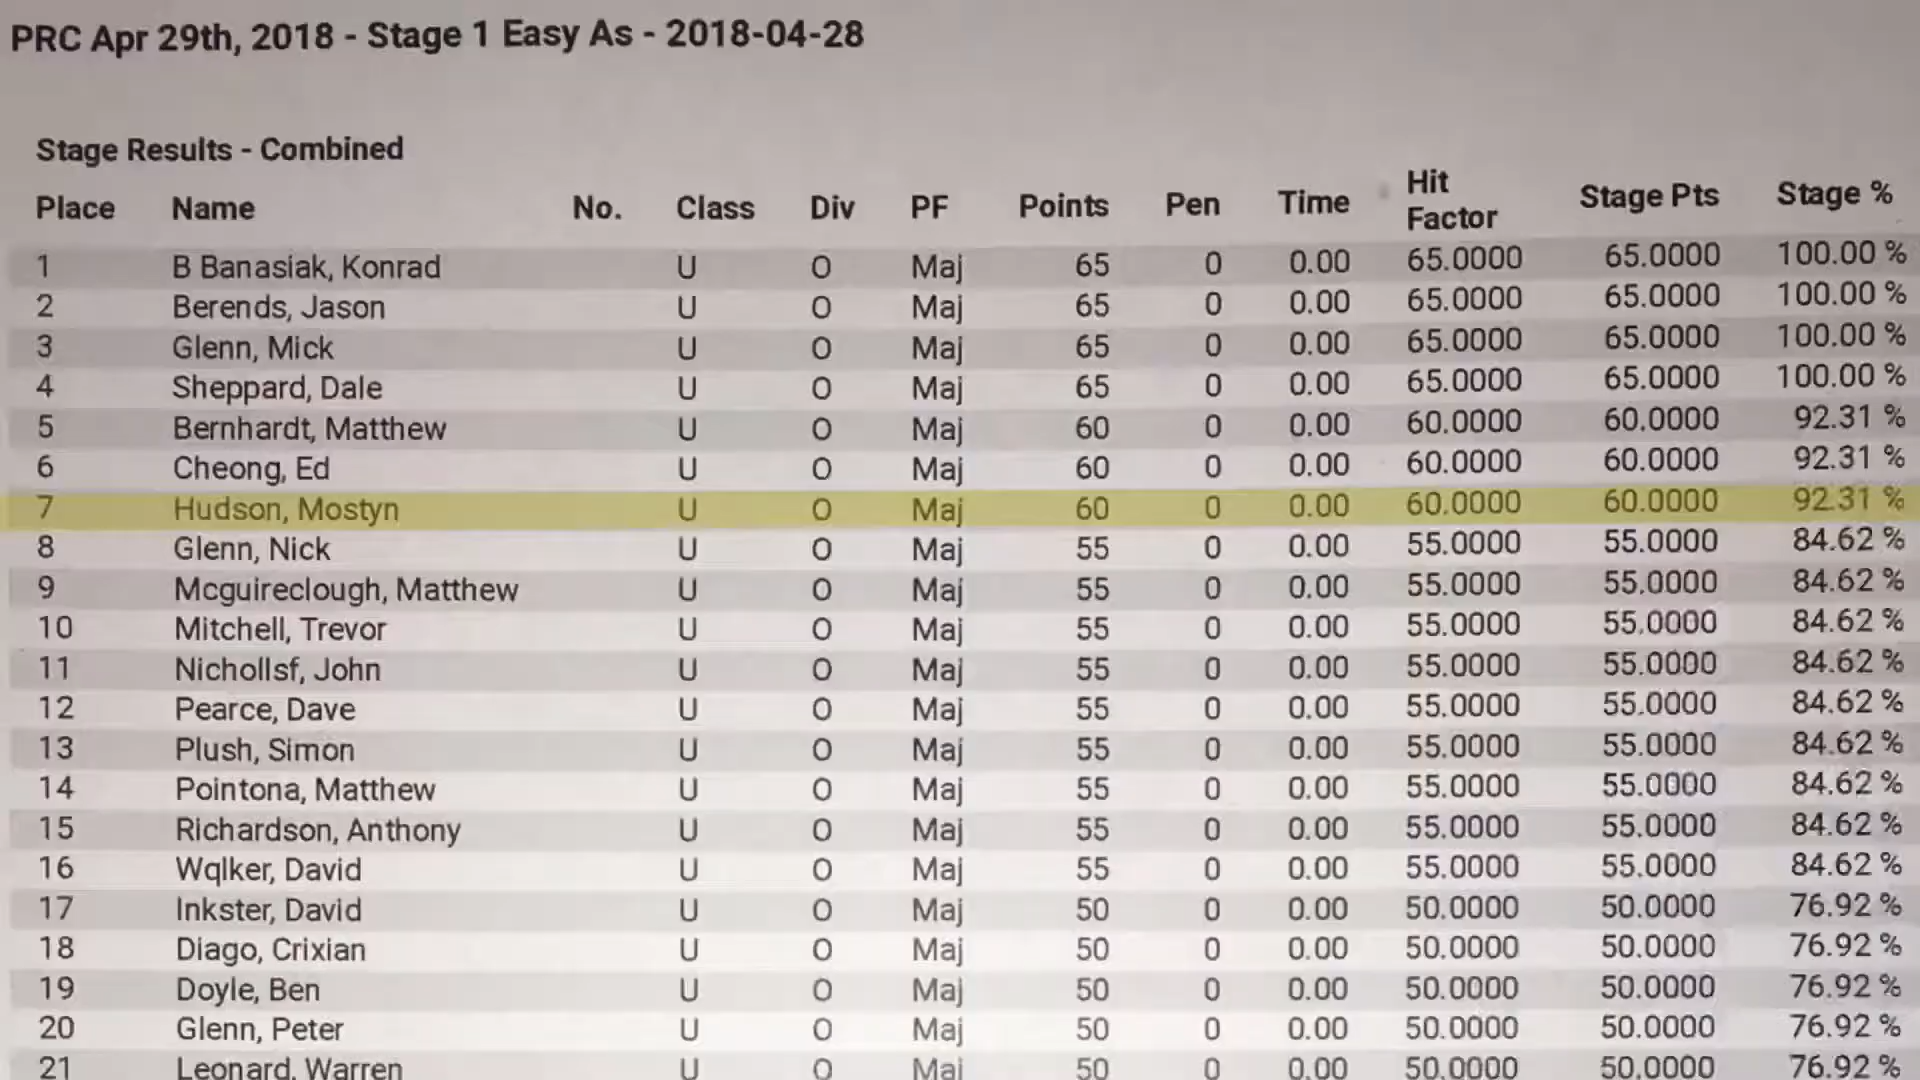 PRC Apr 29th, 2018 - Stage 1 Easy As - 2018-04-28
Stage Results - Combined
Place Name No. Class Div PF Points Pen Time Hit Factor Stage Pts Stage %
1 B Banasiak, Konrad U O Maj 65 0 0.00 65.0000 65.0000 100.00 %
2 Berends, Jason U O Maj 65 0 0.00 65.0000 65.0000 100.00 %
3 Glenn, Mick U O Maj 65 0 0.00 65.0000 65.0000 100.00 %
4 Sheppard, Dale U O Maj 65 0 0.00 65.0000 65.0000 100.00 %
5 Bernhardt, Matthew U O Maj 60 0 0.00 60.0000 60.0000 92.31 %
6 Cheong, Ed U O Maj 60 0 0.00 60.0000 60.0000 92.31 %
7 Hudson, Mostyn U O Maj 60 0 0.00 60.0000 60.0000 92.31 %
8 Glenn, Nick U O Maj 55 0 0.00 55.0000 55.0000 84.62 %
9 Mcguireclough, Matthew U O Maj 55 0 0.00 55.0000 55.0000 84.62 %
10 Mitchell, Trevor U O Maj 55 0 0.00 55.0000 55.0000 84.62 %
11 Nichollsf, John U O Maj 55 0 0.00 55.0000 55.0000 84.62 %
12 Pearce, Dave U O Maj 55 0 0.00 55.0000 55.0000 84.62 %
13 Plush, Simon U O Maj 55 0 0.00 55.0000 55.0000 84.62 %
14 Pointona, Matthew U O Maj 55 0 0.00 55.0000 55.0000 84.62 %
15 Richardson, Anthony U O Maj 55 0 0.00 55.0000 55.0000 84.62 %
16 Wqlker, David U O Maj 55 0 0.00 55.0000 55.0000 84.62 %
17 Inkster, David U O Maj 50 0 0.00 50.0000 50.0000 76.92 %
18 Diago, Crixian U O Maj 50 0 0.00 50.0000 50.0000 76.92 %
19 Doyle, Ben U O Maj 50 0 0.00 50.0000 50.0000 76.92 %
20 Glenn, Peter U O Maj 50 0 0.00 50.0000 50.0000 76.92 %
21 Leonard, Warren U O Maj 50 0 0.00 50.0000 50.0000 76.92 %